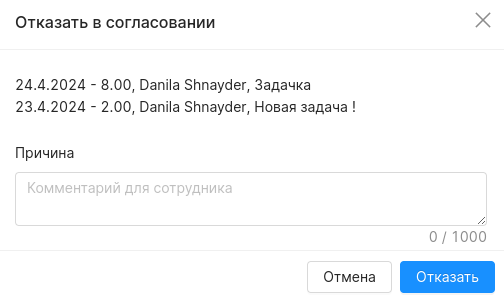 Отказать в согласовании
24.4.2024 - 8.00, Danila Shnayder, Задачка
23.4.2024 - 2.00, Danila Shnayder, Новая задача !
Причина
Комментарий для сотрудника
0 / 1000
Отмена
Отказать